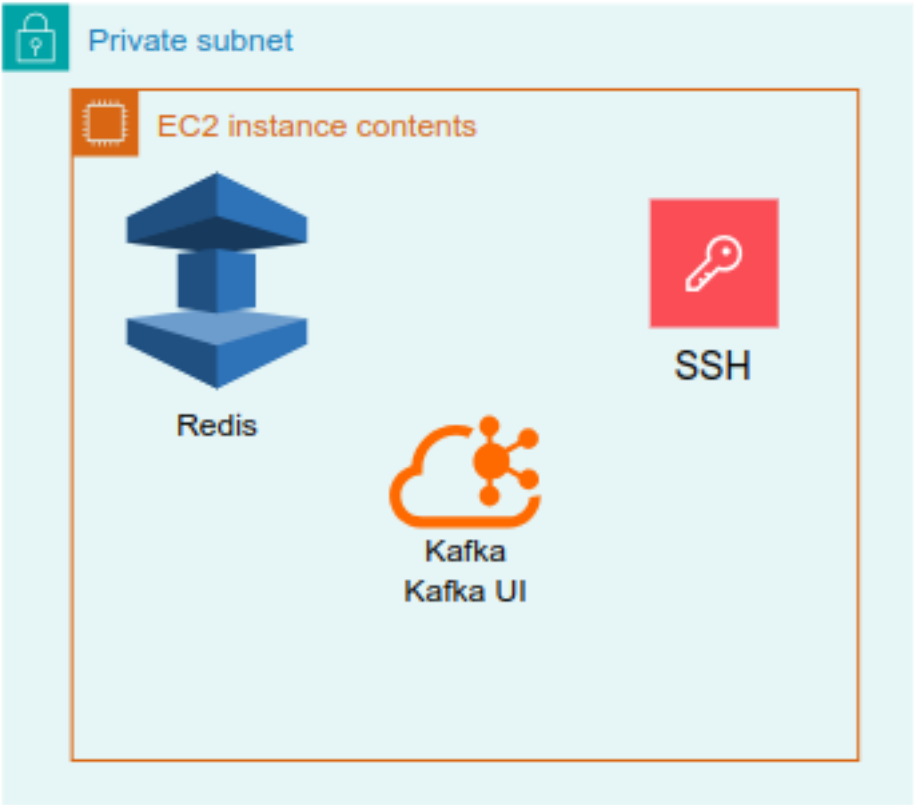 Private subnet
EC2 instance contents
SSH
Redis
Kafka
Kafka UI